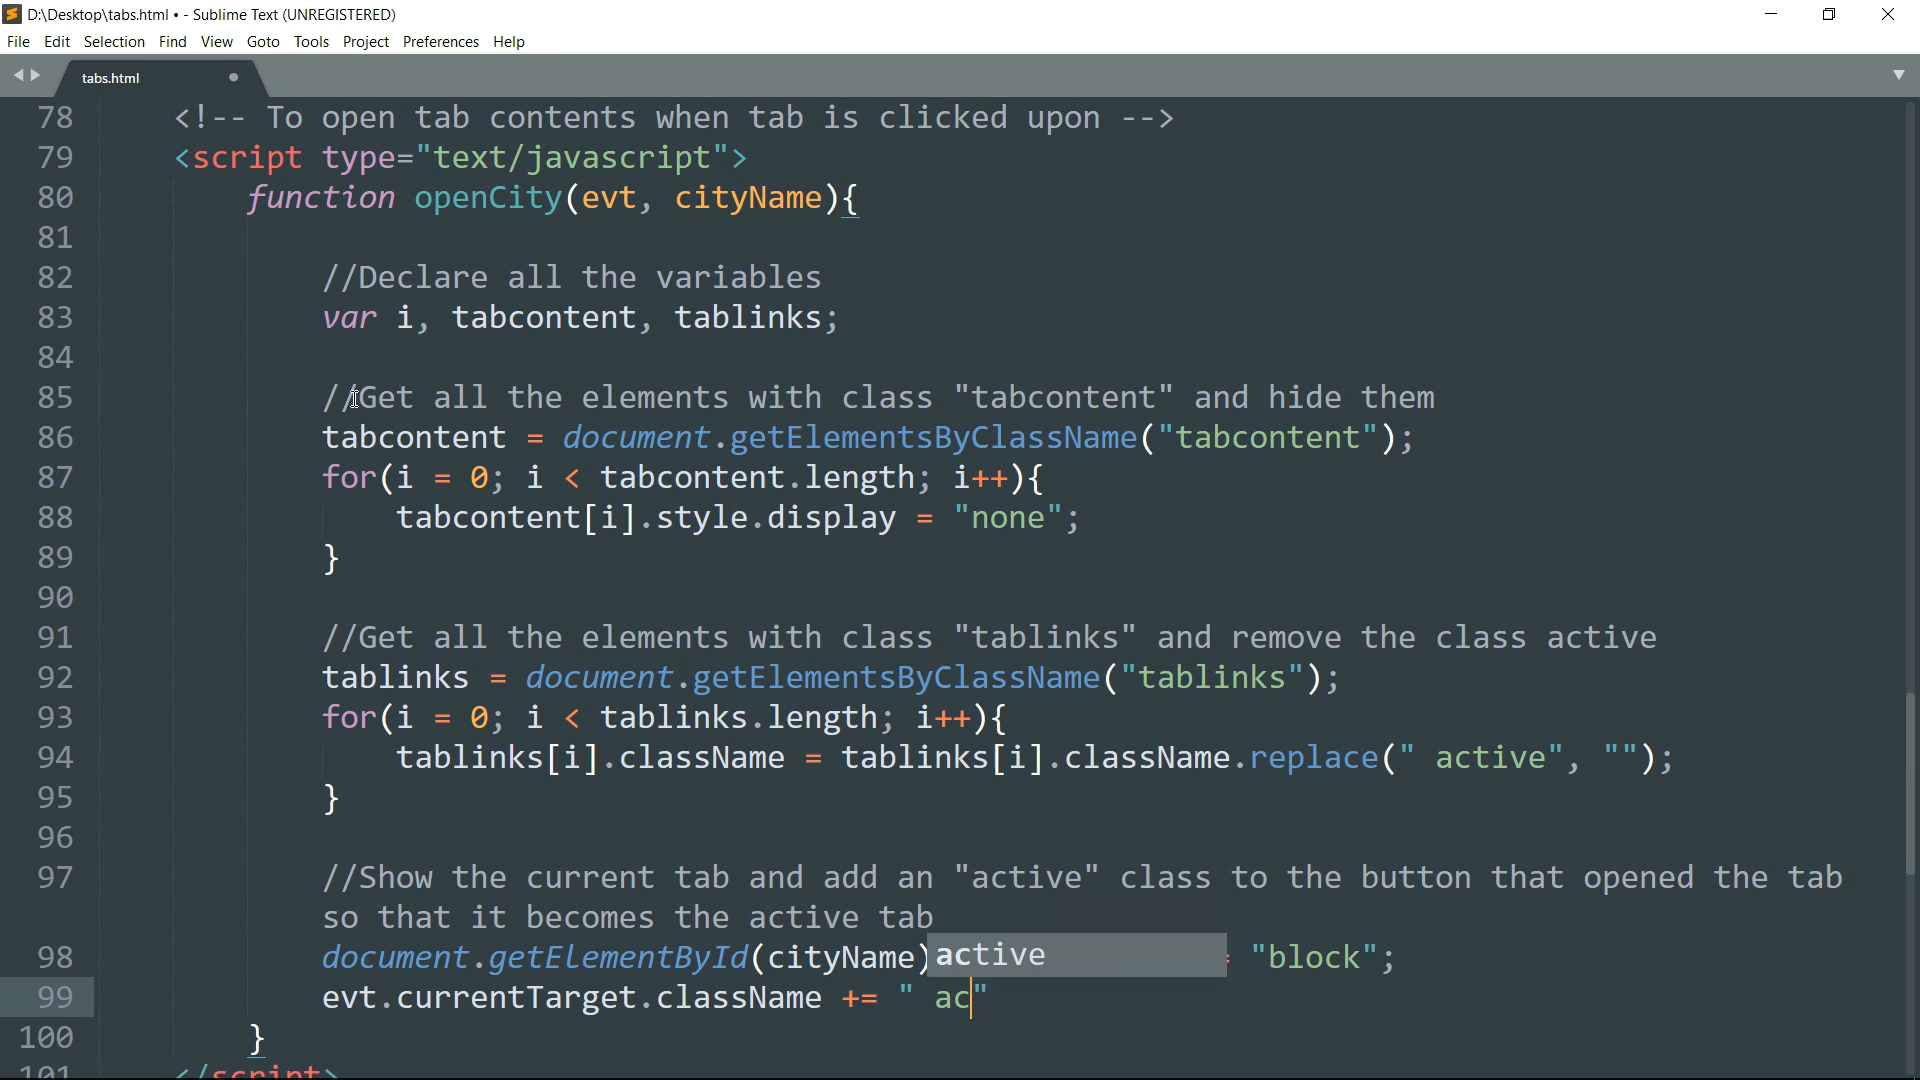 D:\Desktop\tabs.html • - Sublime Text (UNREGISTERED)
File Edit Selection Find View Goto Tools Project Preferences Help
tabs.html
78 <!-- To open tab contents when tab is clicked upon -->
79 <script type="text/javascript">
80 function openCity(evt, cityName){
81
82 //Declare all the variables
83 var i, tabcontent, tablinks;
84
85 //Get all the elements with class "tabcontent" and hide them
86 tabcontent = document.getElementsByClassName("tabcontent");
87 for(i = 0; i < tabcontent.length; i++){
88 tabcontent[i].style.display = "none";
89 }
90
91 //Get all the elements with class "tablinks" and remove the class active
92 tablinks = document.getElementsByClassName("tablinks");
93 for(i = 0; i < tablinks.length; i++){
94 tablinks[i].className = tablinks[i].className.replace(" active", "");
95 }
96
97 //Show the current tab and add an "active" class to the button that opened the tab
so that it becomes the active tab
98 document.getElementById(cityName) active "block";
99 evt.currentTarget.className += " ac"
100 }
101 </script>